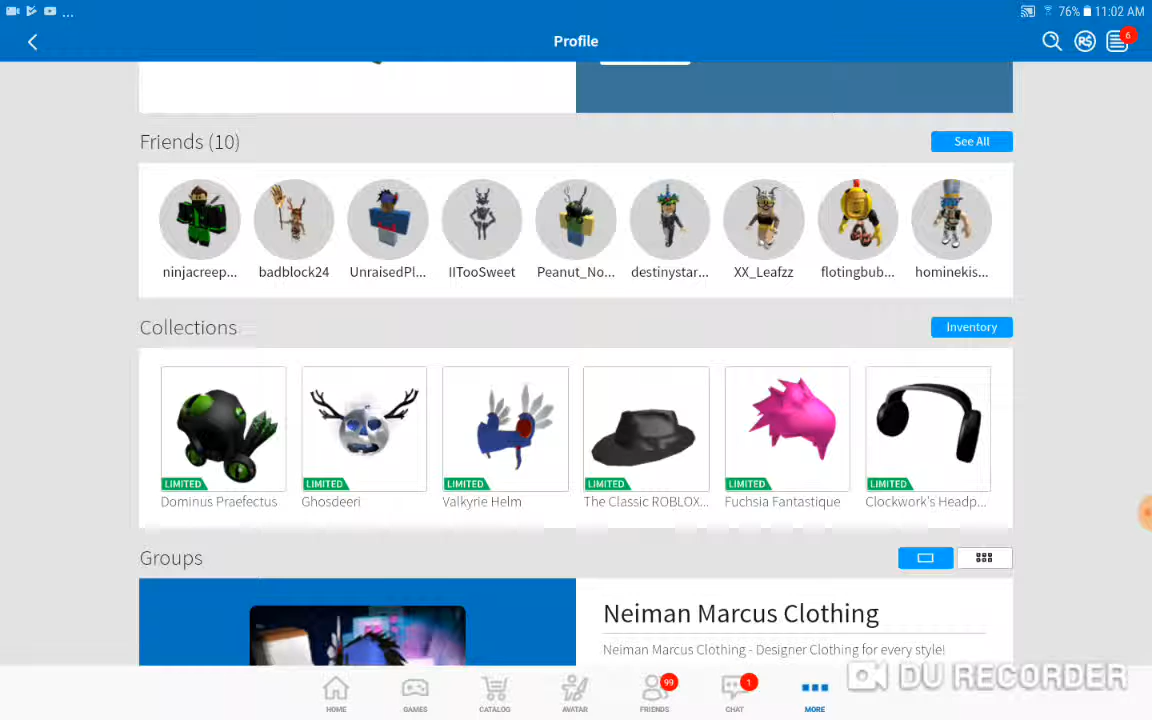 ... 76% 11:02 AM
Profile
6
Friends (10)
See All
ninjacreep...
badblock24
UnraisedPl...
IITooSweet
Peanut_No...
destinystar...
XX_Leafzz
flotingbub...
hominekis...
Collections
Inventory
LIMITED
Dominus Praefectus
LIMITED
Ghosdeeri
LIMITED
Valkyrie Helm
LIMITED
The Classic ROBLOX...
LIMITED
Fuchsia Fantastique
LIMITED
Clockwork's Headp...
Groups
Neiman Marcus Clothing
Neiman Marcus Clothing - Designer Clothing for every style!
HOME
GAMES
CATALOG
AVATAR
99
FRIENDS
1
CHAT
MORE
DU RECORDER